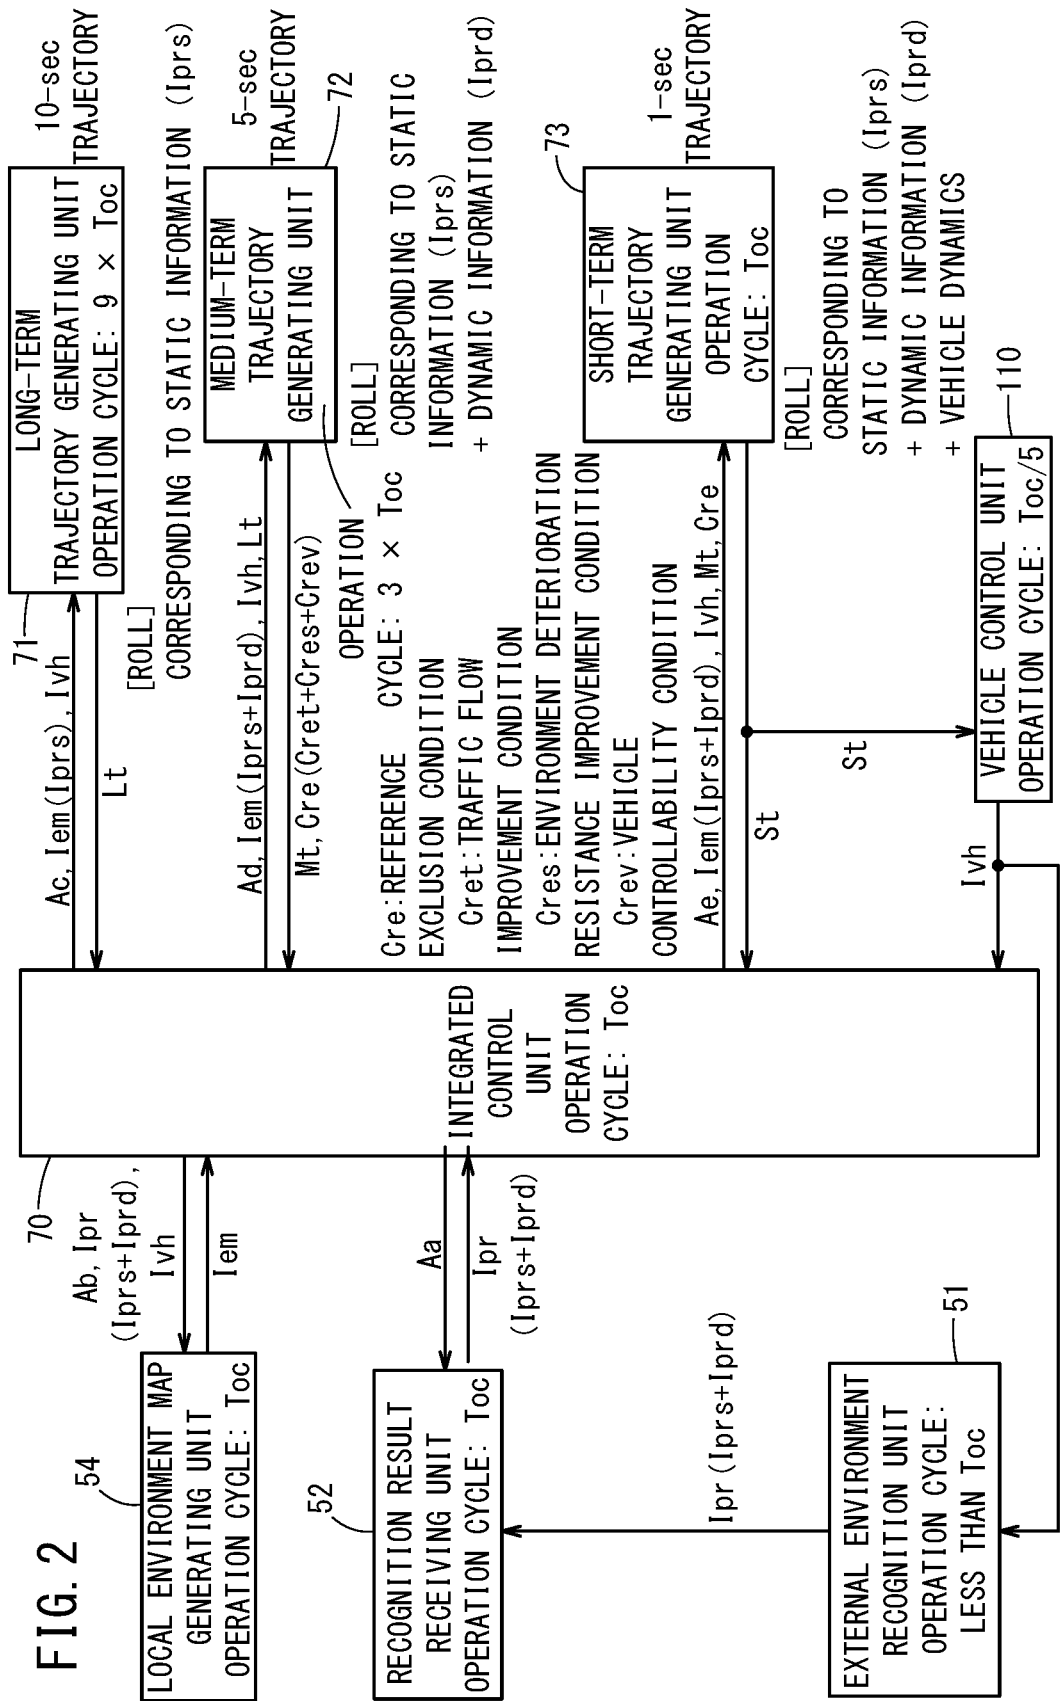 FIG. 2
54
LOCAL ENVIRONMENT MAP
GENERATING UNIT
OPERATION CYCLE: Toc
Ab, Ipr
(Iprs+Iprd),
Ivh
Iem
52
RECOGNITION RESULT
RECEIVING UNIT
OPERATION CYCLE: Toc
Aa
Ipr
(Iprs+Iprd)
Ipr(Iprs+Iprd)
51
EXTERNAL ENVIRONMENT
RECOGNITION UNIT
OPERATION CYCLE:
LESS THAN Toc
70
INTEGRATED
CONTROL
UNIT
OPERATION
CYCLE: Toc
Ac, Iem(Iprs), Ivh
Lt
71
LONG-TERM
TRAJECTORY GENERATING UNIT
OPERATION CYCLE: 9 × Toc
10-sec
TRAJECTORY
[ROLL]
CORRESPONDING TO STATIC INFORMATION (Iprs)
Ad, Iem(Iprs+Iprd), Ivh, Lt
Mt, Cre(Cret+Cres+Crev)
MEDIUM-TERM
TRAJECTORY
GENERATING UNIT
5-sec
TRAJECTORY
72
OPERATION
CYCLE: 3 × Toc
[ROLL]
CORRESPONDING TO STATIC
INFORMATION (Iprs)
+ DYNAMIC INFORMATION (Iprd)
Cre:REFERENCE
EXCLUSION CONDITION
Cret:TRAFFIC FLOW
IMPROVEMENT CONDITION
Cres:ENVIRONMENT DETERIORATION
RESISTANCE IMPROVEMENT CONDITION
Crev:VEHICLE
CONTROLLABILITY CONDITION
Ae, Iem(Iprs+Iprd), Ivh, Mt, Cre
St
73
SHORT-TERM
TRAJECTORY
GENERATING UNIT
OPERATION
CYCLE: Toc
1-sec
TRAJECTORY
[ROLL]
CORRESPONDING TO
STATIC INFORMATION (Iprs)
+ DYNAMIC INFORMATION (Iprd)
+ VEHICLE DYNAMICS
St
110
VEHICLE CONTROL UNIT
OPERATION CYCLE: Toc/5
Ivh